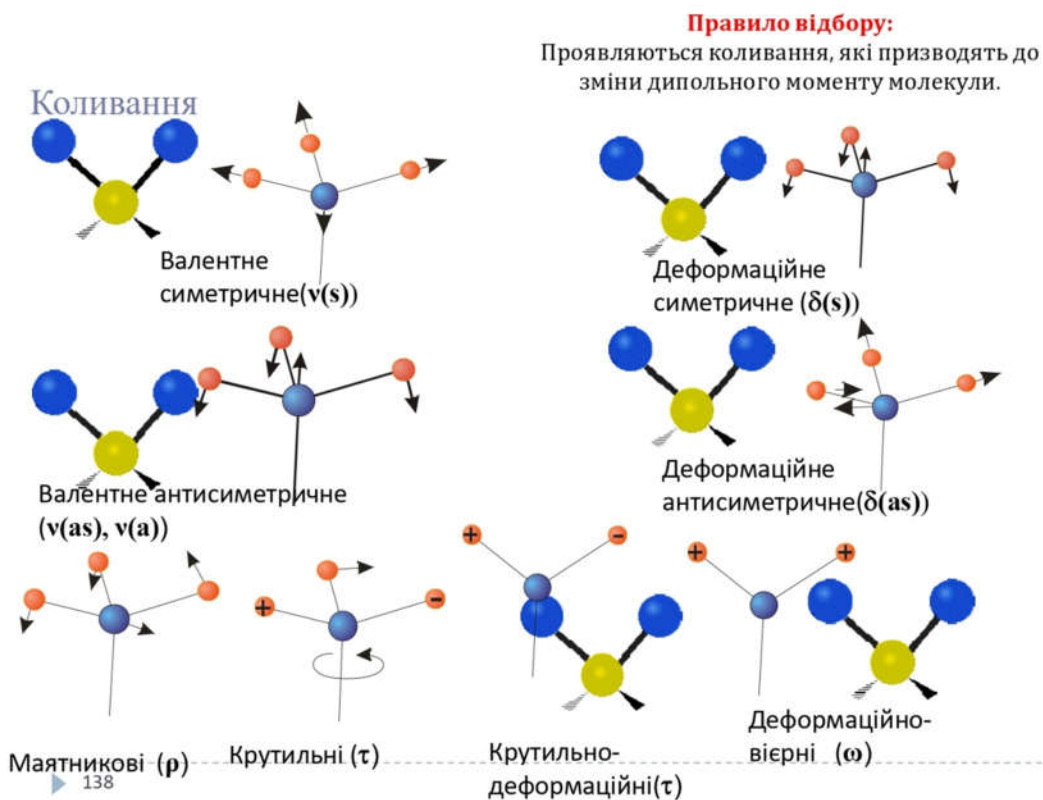 Правило відбору:
Проявляються коливання, які призводять до
зміни дипольного моменту молекули.
Коливання
Валентне
симетричне(ν(s))
Деформаційне
симетричне (δ(s))
Валентне антисиметричне
(ν(as), ν(a))
Деформаційне
антисиметричне(δ(as))
+
-
+
-
+
+
Маятникові (ρ)
Крутильні (τ)
Крутильно-
деформаційні(τ)
Деформаційно-
вієрні (ω)
138